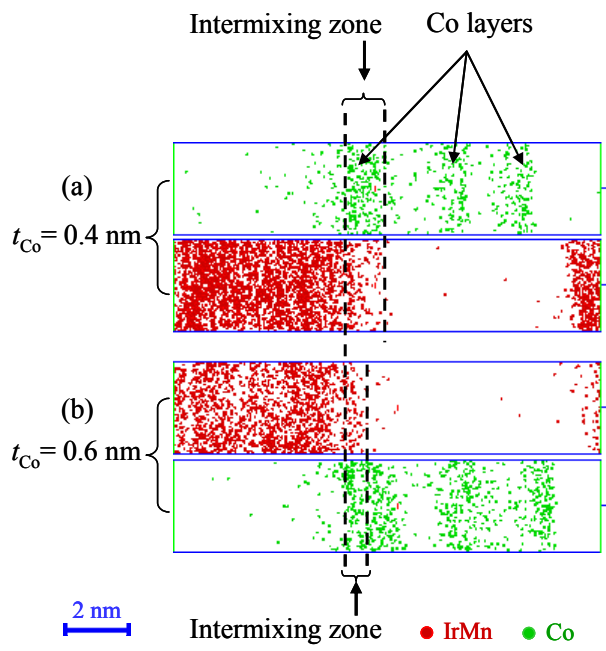 Intermixing zone
Co layers
(a)
tCo = 0.4 nm
(b)
tCo = 0.6 nm
2 nm
Intermixing zone
IrMn
Co